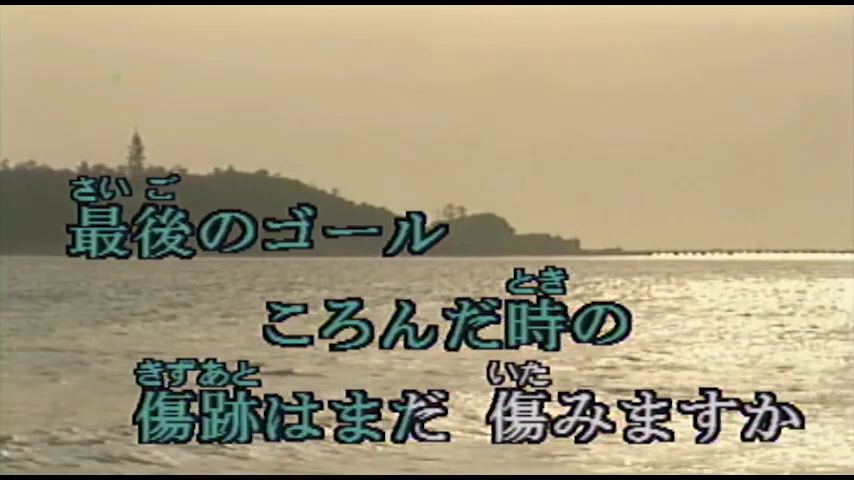 さい ご
最後のゴール
とき
ころんだ時の
きずあと いた
傷跡はまだ 傷みますか